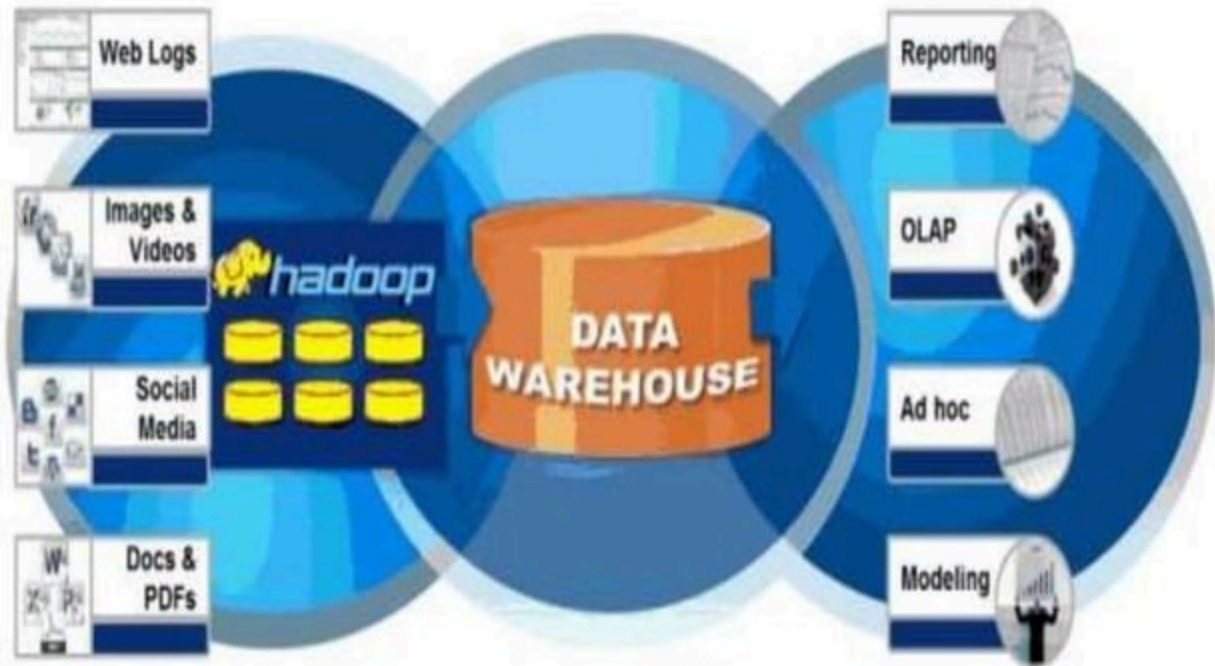 Web Logs
Images &
Videos
Social
Media
Docs &
PDFs
hadoop
DATA
WAREHOUSE
Reporting
OLAP
Ad hoc
Modeling